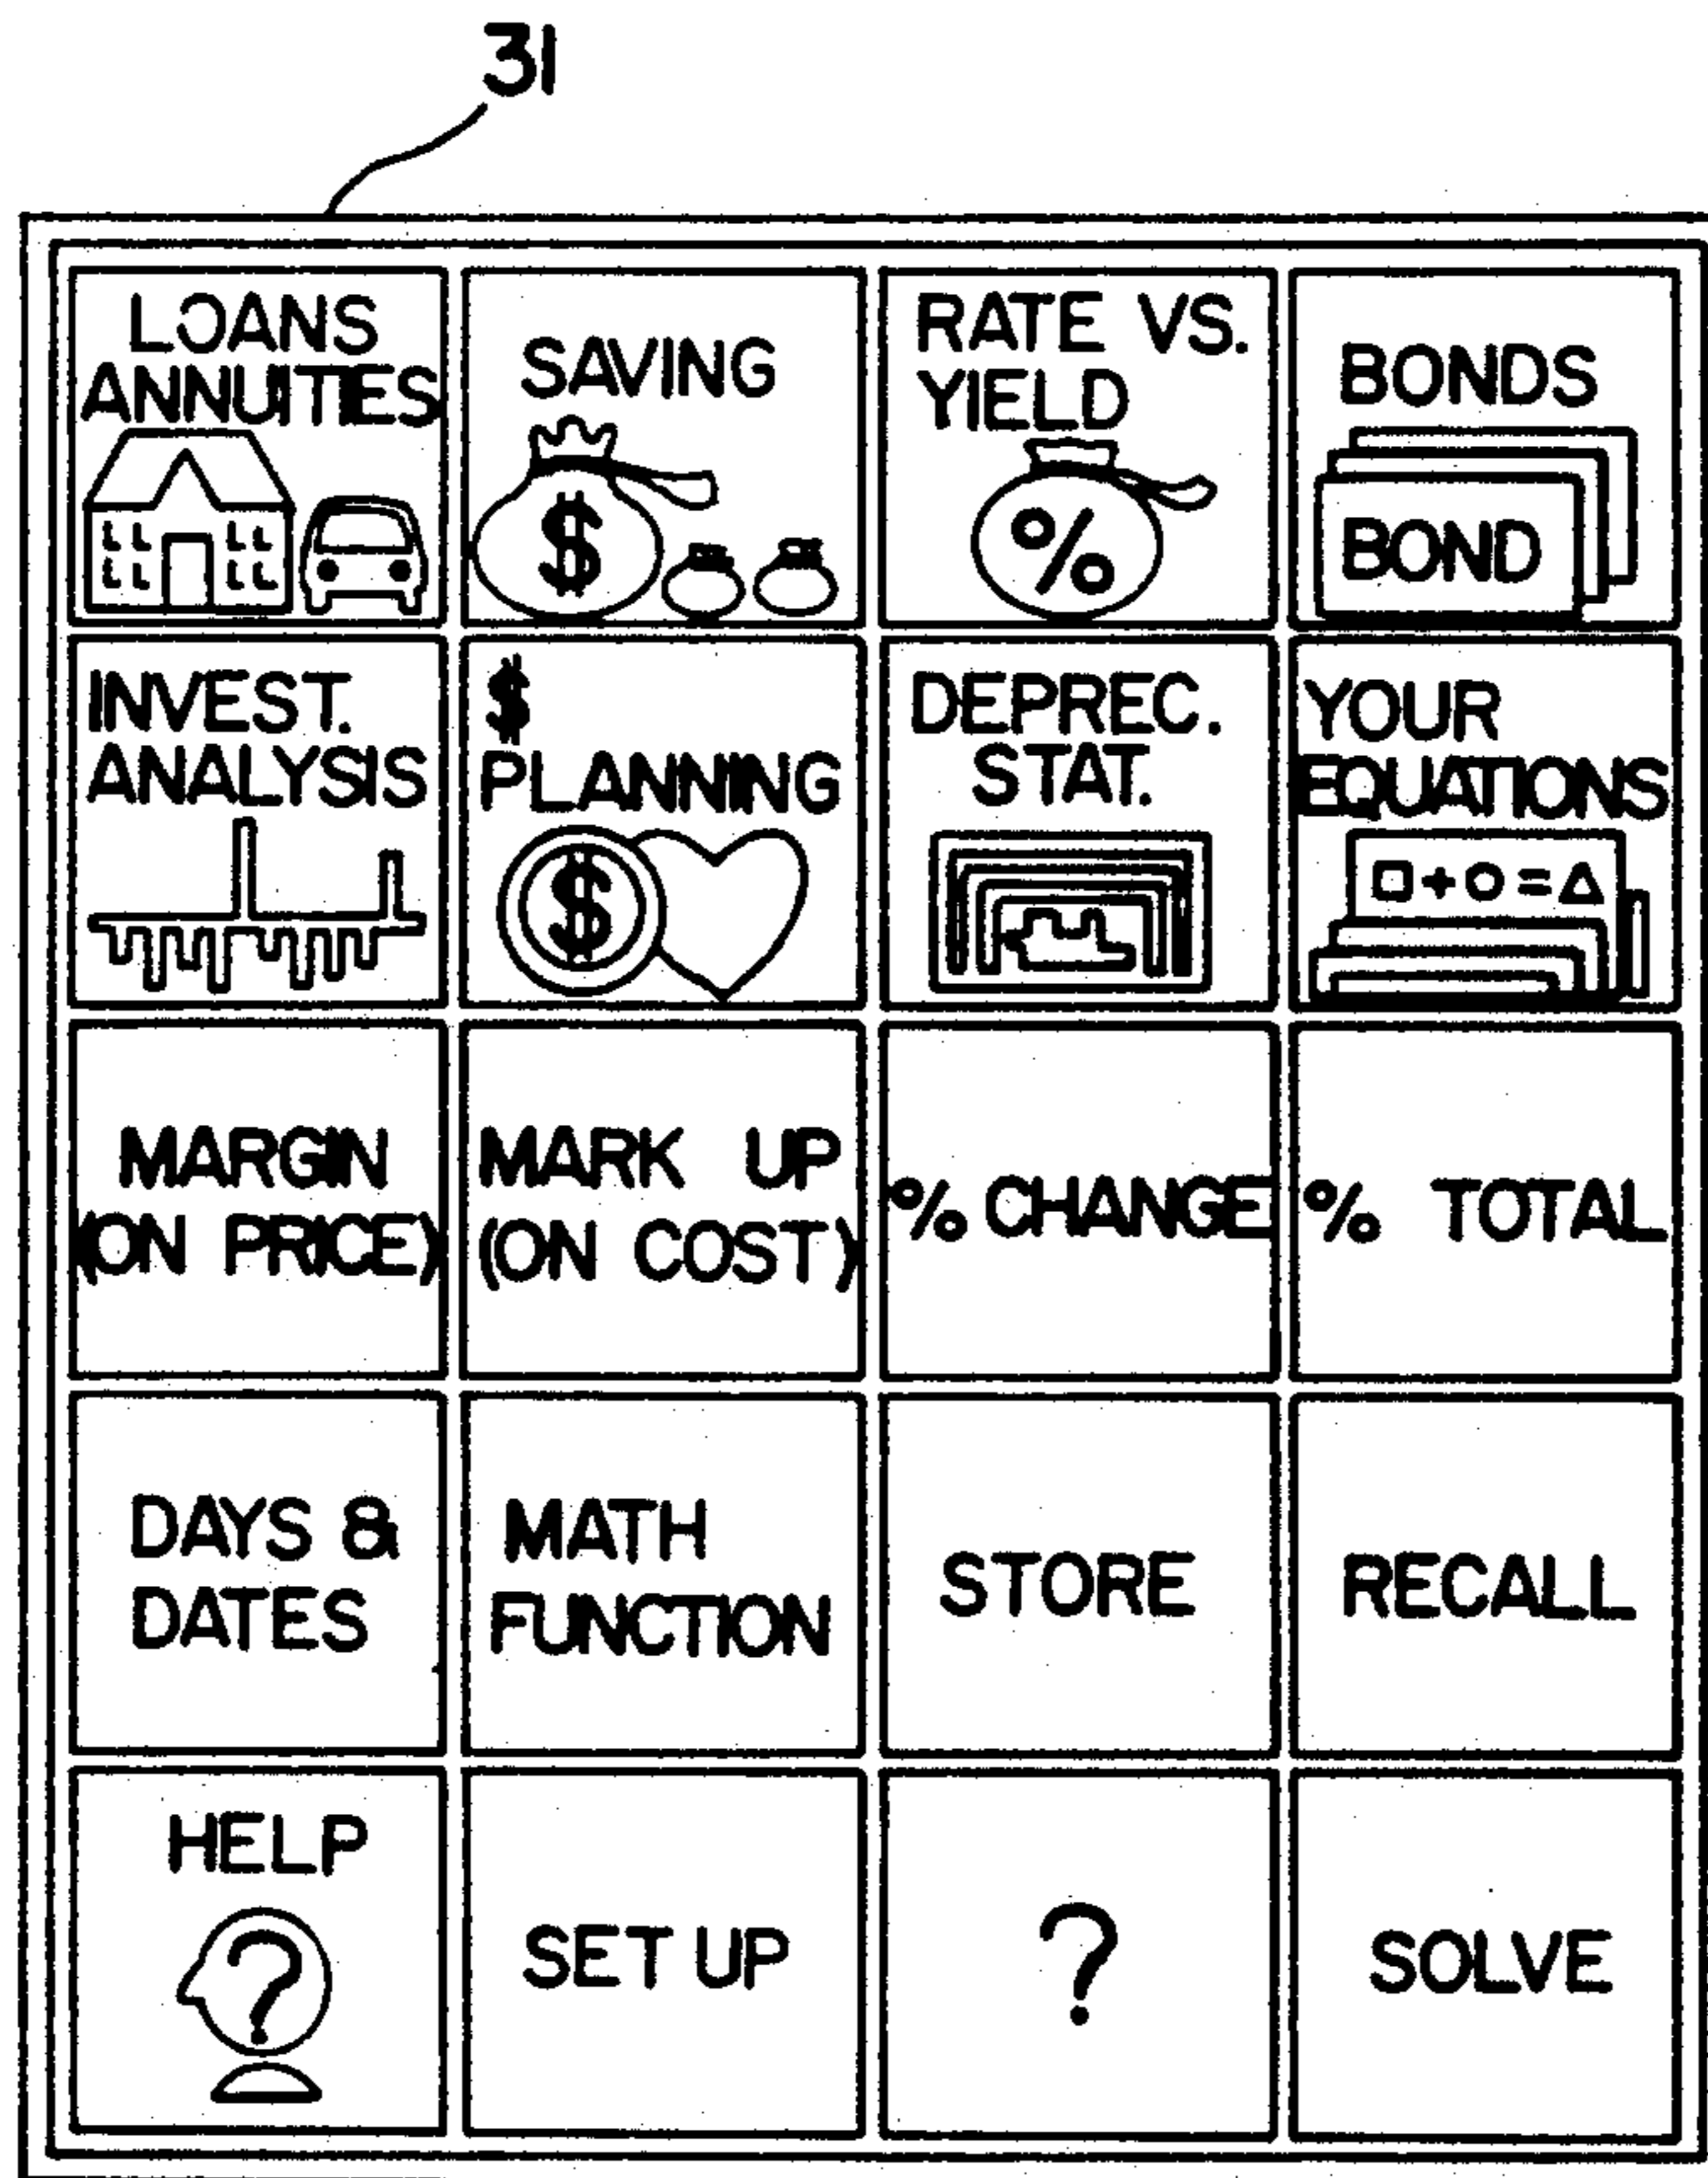 31
LOANS
ANNUITIES
SAVING
$
RATE VS.
YIELD
%
BONDS
BOND
INVEST.
ANALYSIS
$
PLANNING
$
DEPREC.
STAT.
YOUR
EQUATIONS
□+○=△
MARGIN
(ON PRICE)
MARK UP
(ON COST)
% CHANGE
% TOTAL
DAYS &
DATES
MATH
FUNCTION
STORE
RECALL
HELP
?
SET UP
?
SOLVE